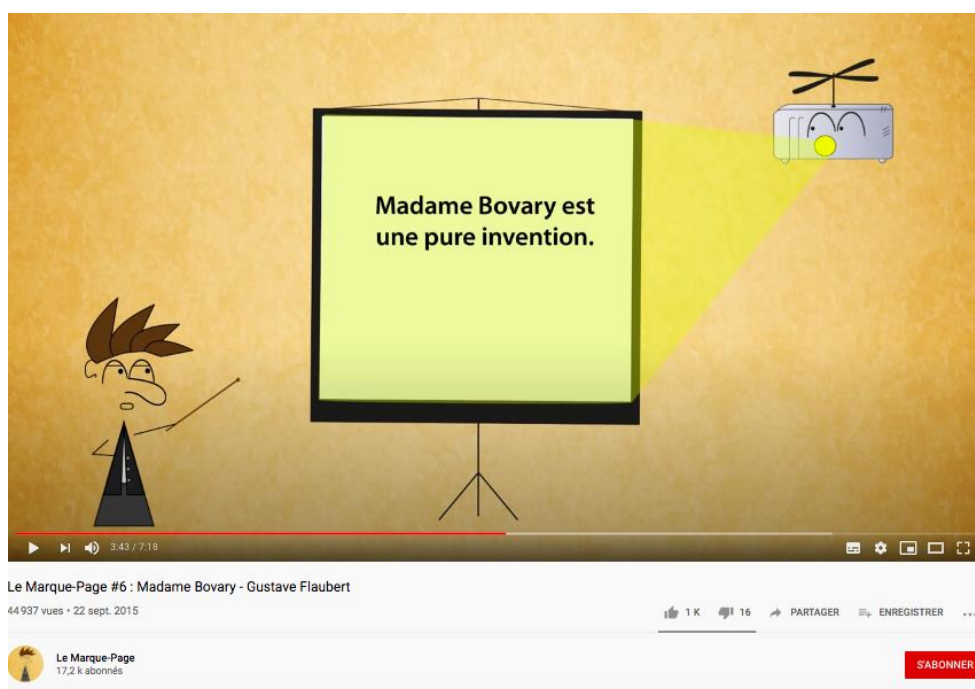 Madame Bovary est
une pure invention.
3:43 / 7:18
Le Marque-Page #6 : Madame Bovary - Gustave Flaubert
44 937 vues • 22 sept. 2015
1 K
16
PARTAGER
ENREGISTRER
Le Marque-Page
17,2 k abonnés
S'ABONNER